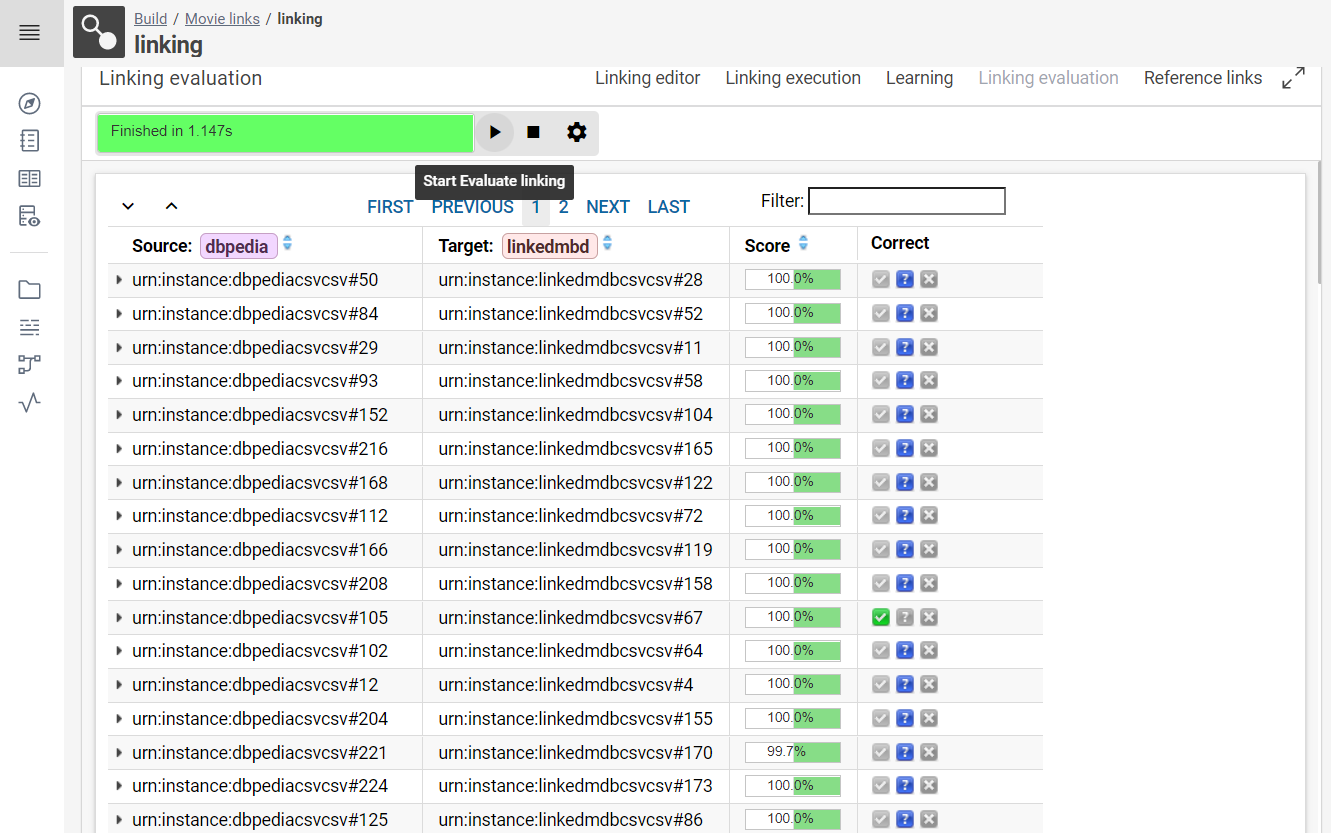 Build / Movie links / linking
linking
Linking evaluation Linking editor Linking execution Learning Linking evaluation Reference links
Finished in 1.147s
Start Evaluate linking
FIRST PREVIOUS 1 2 NEXT LAST Filter:
Source: dbpedia Target: linkedmbd Score Correct
urn:instance:dbpediacsvcsv#50 urn:instance:linkedmdbcsvcsv#28 100.0%
urn:instance:dbpediacsvcsv#84 urn:instance:linkedmdbcsvcsv#52 100.0%
urn:instance:dbpediacsvcsv#29 urn:instance:linkedmdbcsvcsv#11 100.0%
urn:instance:dbpediacsvcsv#93 urn:instance:linkedmdbcsvcsv#58 100.0%
urn:instance:dbpediacsvcsv#152 urn:instance:linkedmdbcsvcsv#104 100.0%
urn:instance:dbpediacsvcsv#216 urn:instance:linkedmdbcsvcsv#165 100.0%
urn:instance:dbpediacsvcsv#168 urn:instance:linkedmdbcsvcsv#122 100.0%
urn:instance:dbpediacsvcsv#112 urn:instance:linkedmdbcsvcsv#72 100.0%
urn:instance:dbpediacsvcsv#166 urn:instance:linkedmdbcsvcsv#119 100.0%
urn:instance:dbpediacsvcsv#208 urn:instance:linkedmdbcsvcsv#158 100.0%
urn:instance:dbpediacsvcsv#105 urn:instance:linkedmdbcsvcsv#67 100.0%
urn:instance:dbpediacsvcsv#102 urn:instance:linkedmdbcsvcsv#64 100.0%
urn:instance:dbpediacsvcsv#12 urn:instance:linkedmdbcsvcsv#4 100.0%
urn:instance:dbpediacsvcsv#204 urn:instance:linkedmdbcsvcsv#155 100.0%
urn:instance:dbpediacsvcsv#221 urn:instance:linkedmdbcsvcsv#170 99.7%
urn:instance:dbpediacsvcsv#224 urn:instance:linkedmdbcsvcsv#173 100.0%
urn:instance:dbpediacsvcsv#125 urn:instance:linkedmdbcsvcsv#86 100.0%